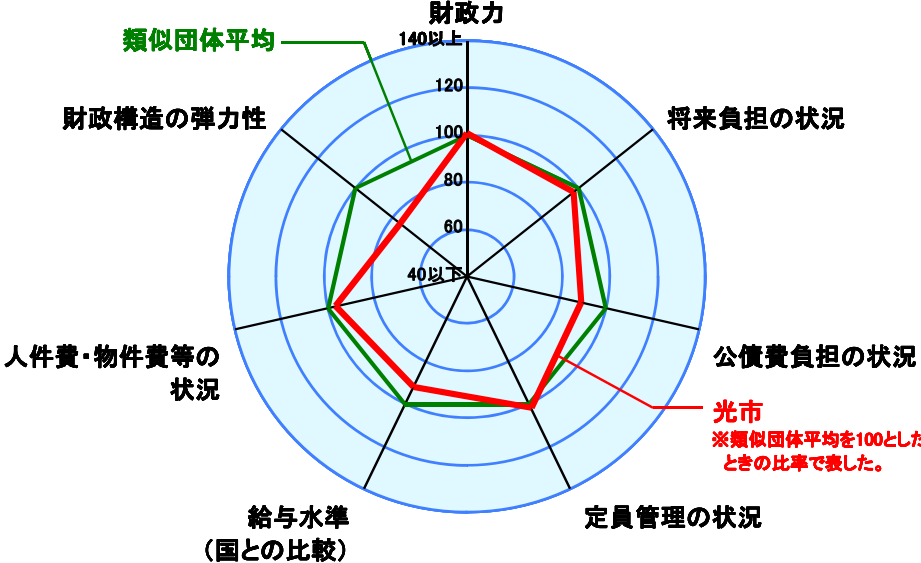 財政力
類似団体平均
140以上
120
財政構造の弾力性
将来負担の状況
100
80
60
40以下
人件費・物件費等の
状況
公債費負担の状況
光市
※類似団体平均を100とした
ときの比率で表した。
給与水準
（国との比較）
定員管理の状況